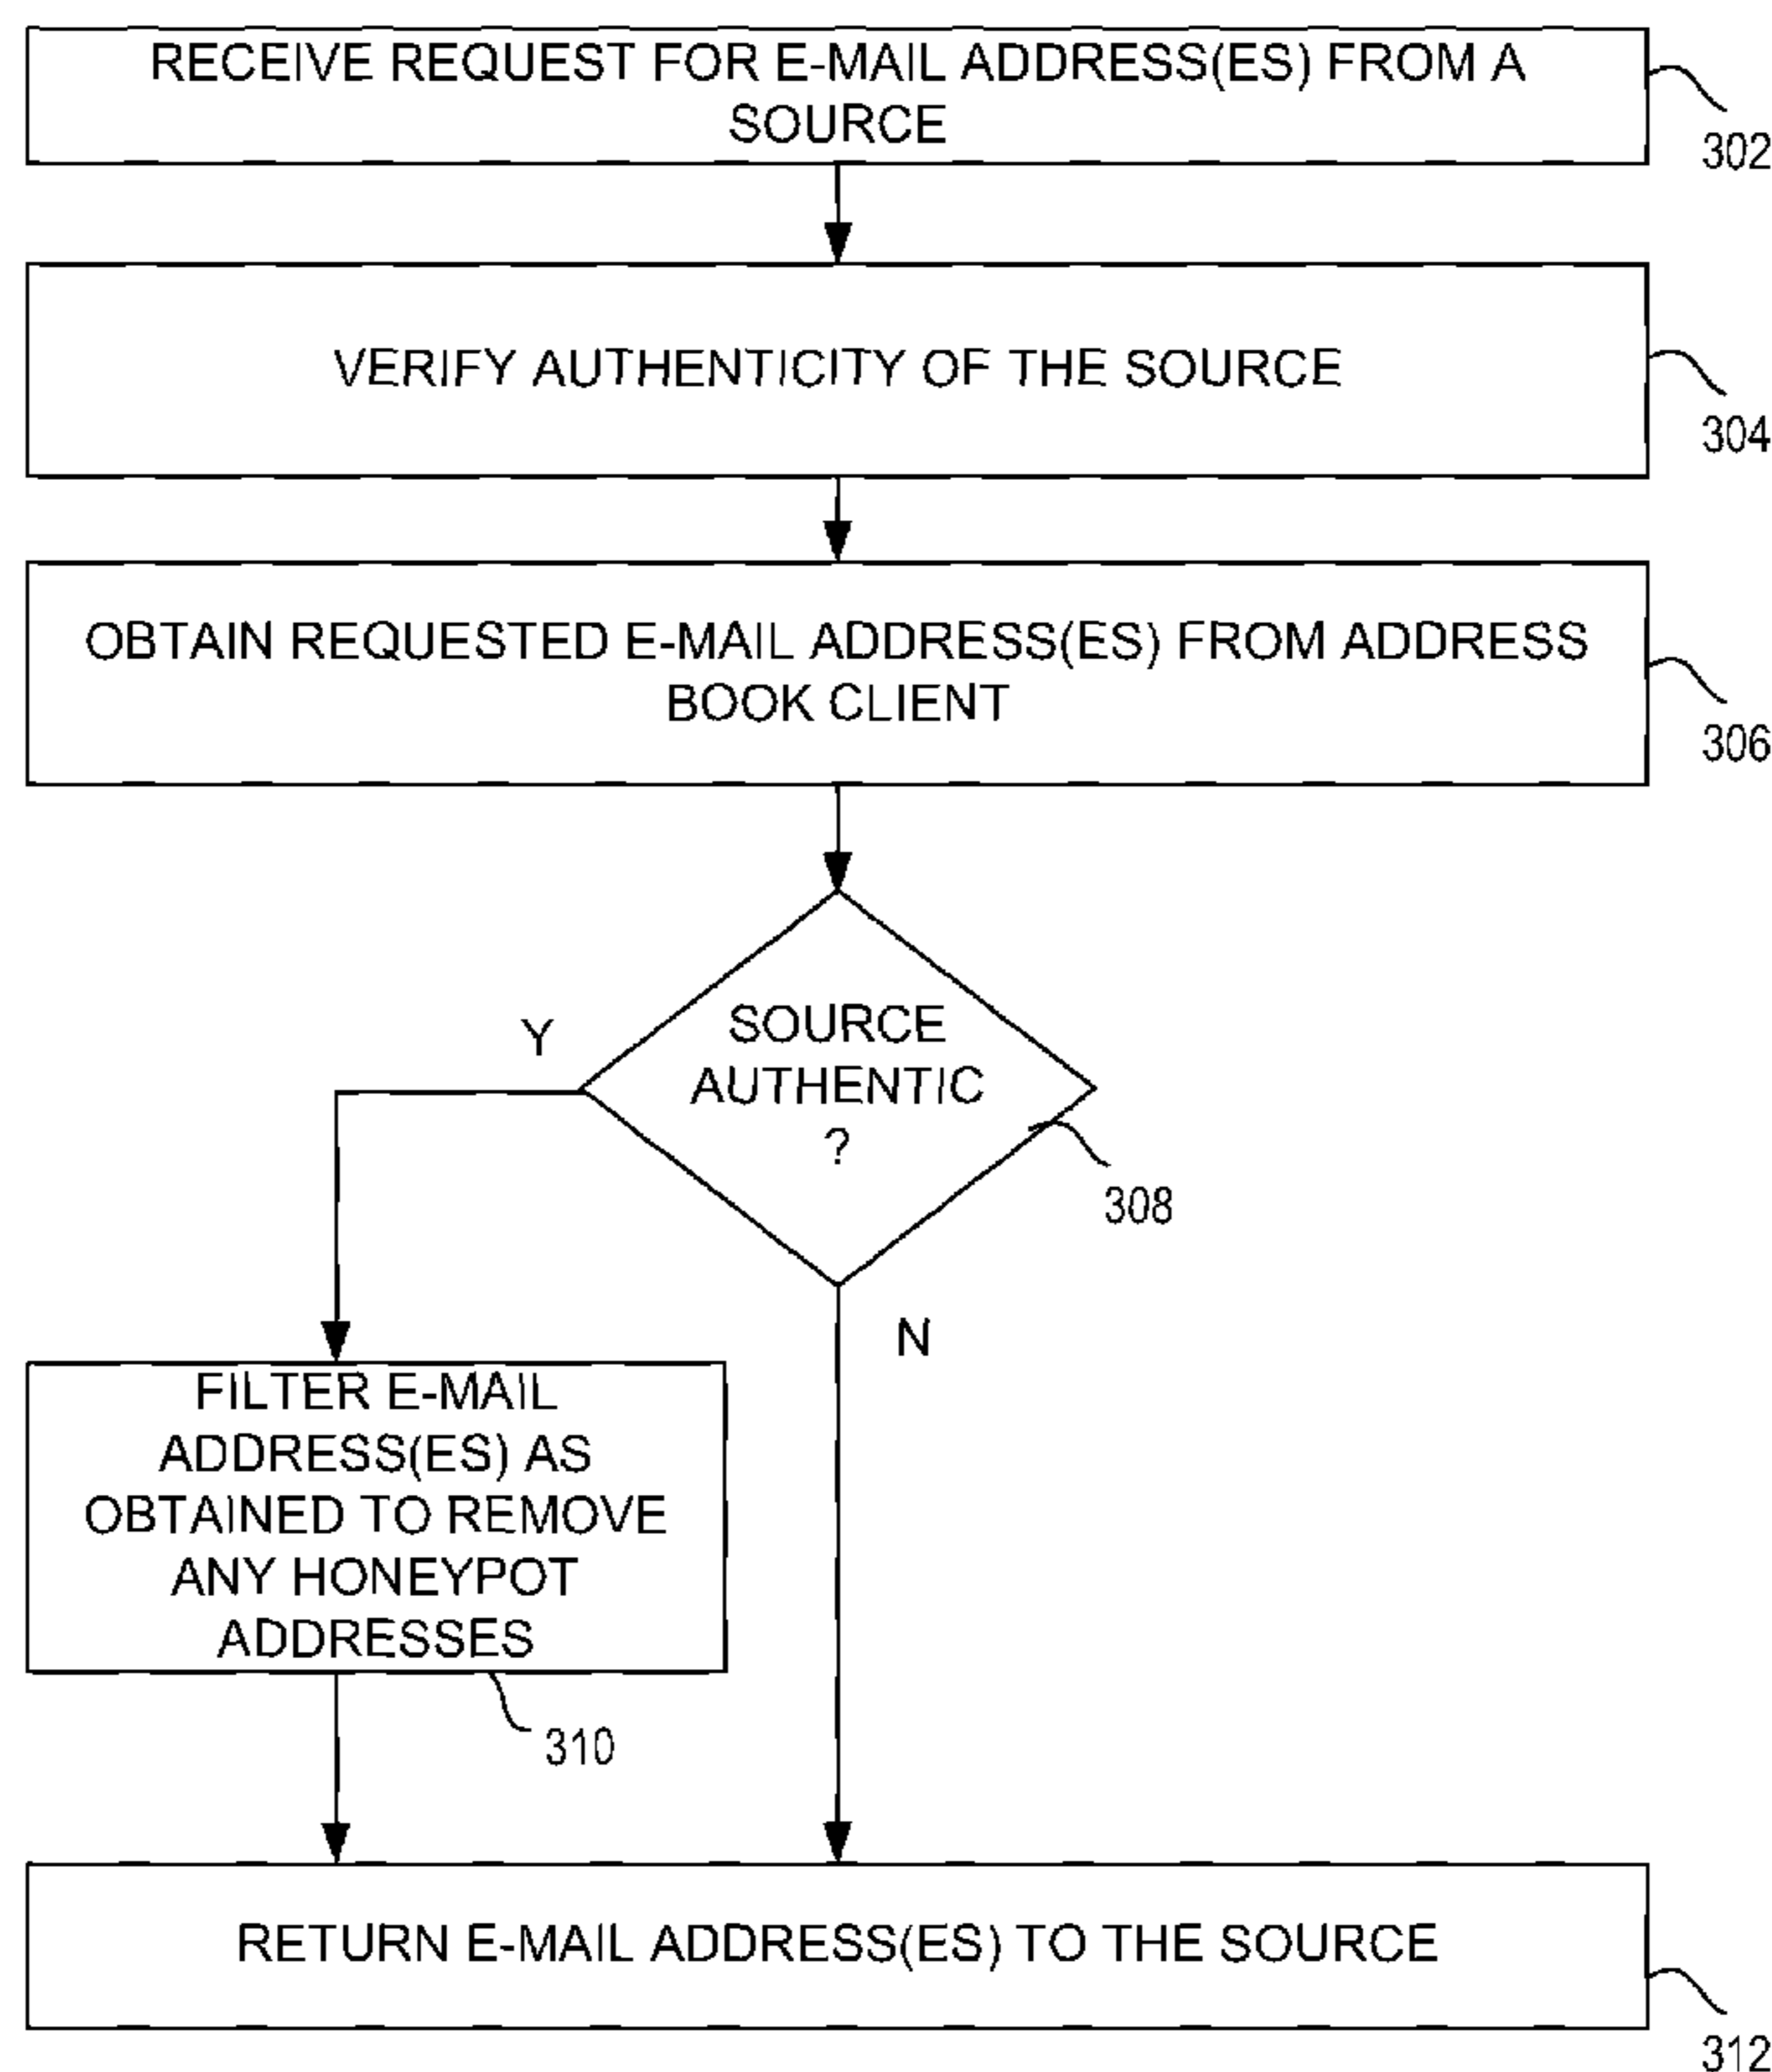 RECEIVE REQUEST FOR E-MAIL ADDRESS(ES) FROM A
SOURCE
302
VERIFY AUTHENTICITY OF THE SOURCE
304
OBTAIN REQUESTED E-MAIL ADDRESS(ES) FROM ADDRESS
BOOK CLIENT
306
SOURCE
AUTHENTIC
?
Y
308
N
FILTER E-MAIL
ADDRESS(ES) AS
OBTAINED TO REMOVE
ANY HONEYPOT
ADDRESSES
310
RETURN E-MAIL ADDRESS(ES) TO THE SOURCE
312